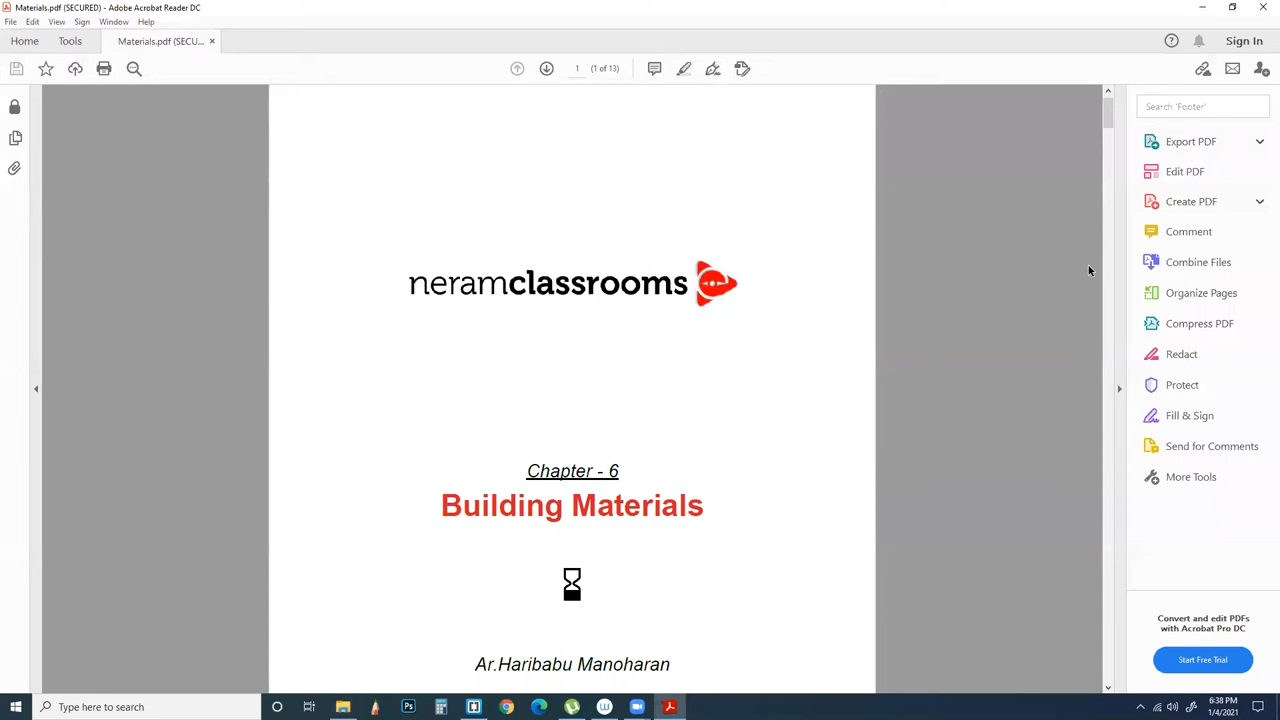 Materials.pdf (SECURED) - Adobe Acrobat Reader DC
File Edit View Sign Window Help
Home Tools Materials.pdf (SECU... × Sign In
1 (1 of 13)
Search 'Footer'
Export PDF
Edit PDF
Create PDF
Comment
Combine Files
Organize Pages
Compress PDF
Redact
Protect
Fill & Sign
Send for Comments
More Tools
Convert and edit PDFs
with Acrobat Pro DC
Start Free Trial
neramclassrooms
Chapter - 6
Building Materials
Ar.Haribabu Manoharan
Type here to search
6:38 PM
1/4/2021